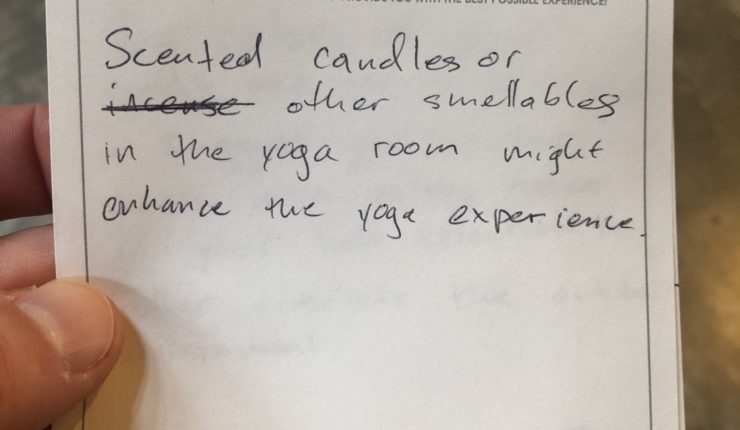 PROVIDE YOU WITH THE BEST POSSIBLE EXPERIENCE!
Scented candles or
incense other smellables
in the yoga room might
enhance the yoga experience.